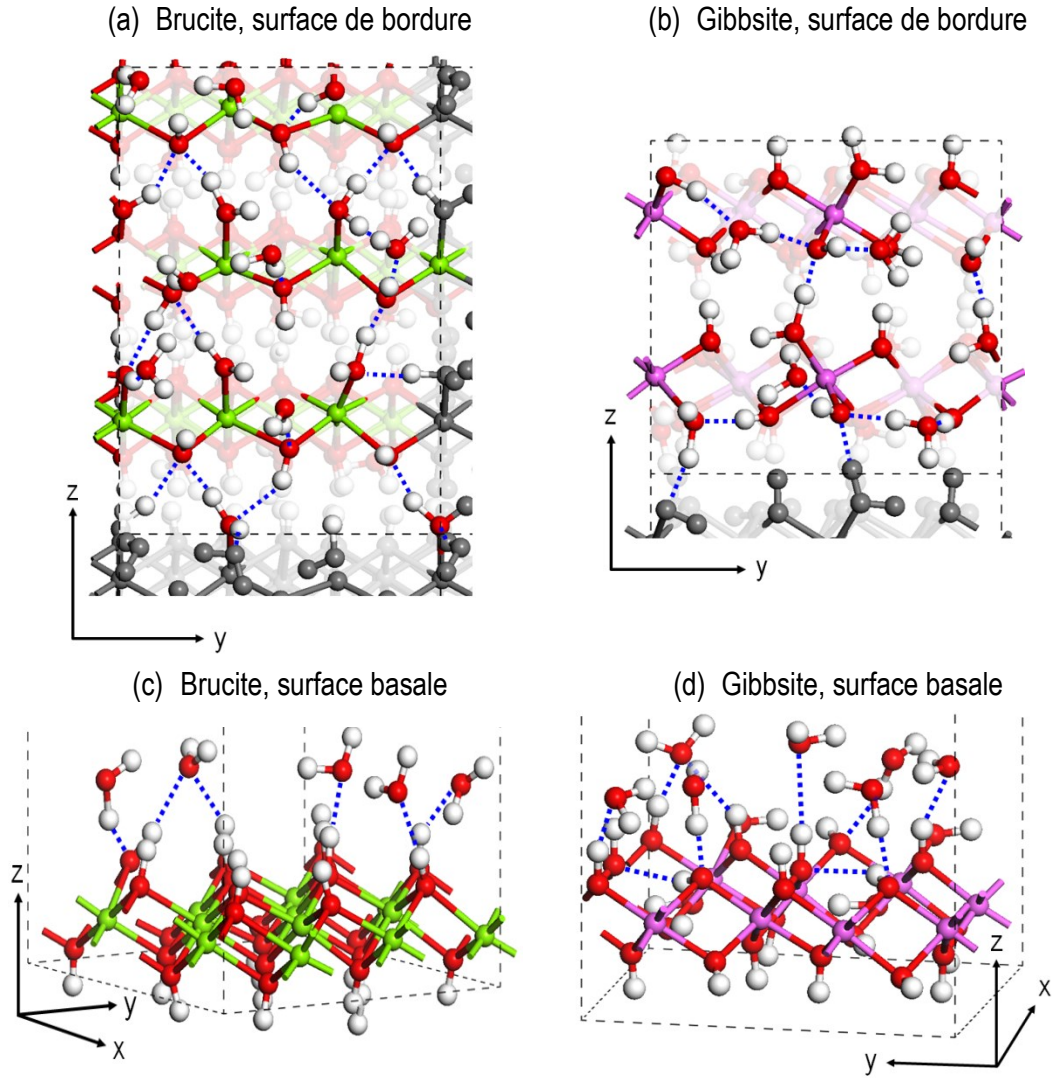 (a) Brucite, surface de bordure
(b) Gibbsite, surface de bordure
z
y
z
y
(c) Brucite, surface basale
(d) Gibbsite, surface basale
z
y
x
z
x
y